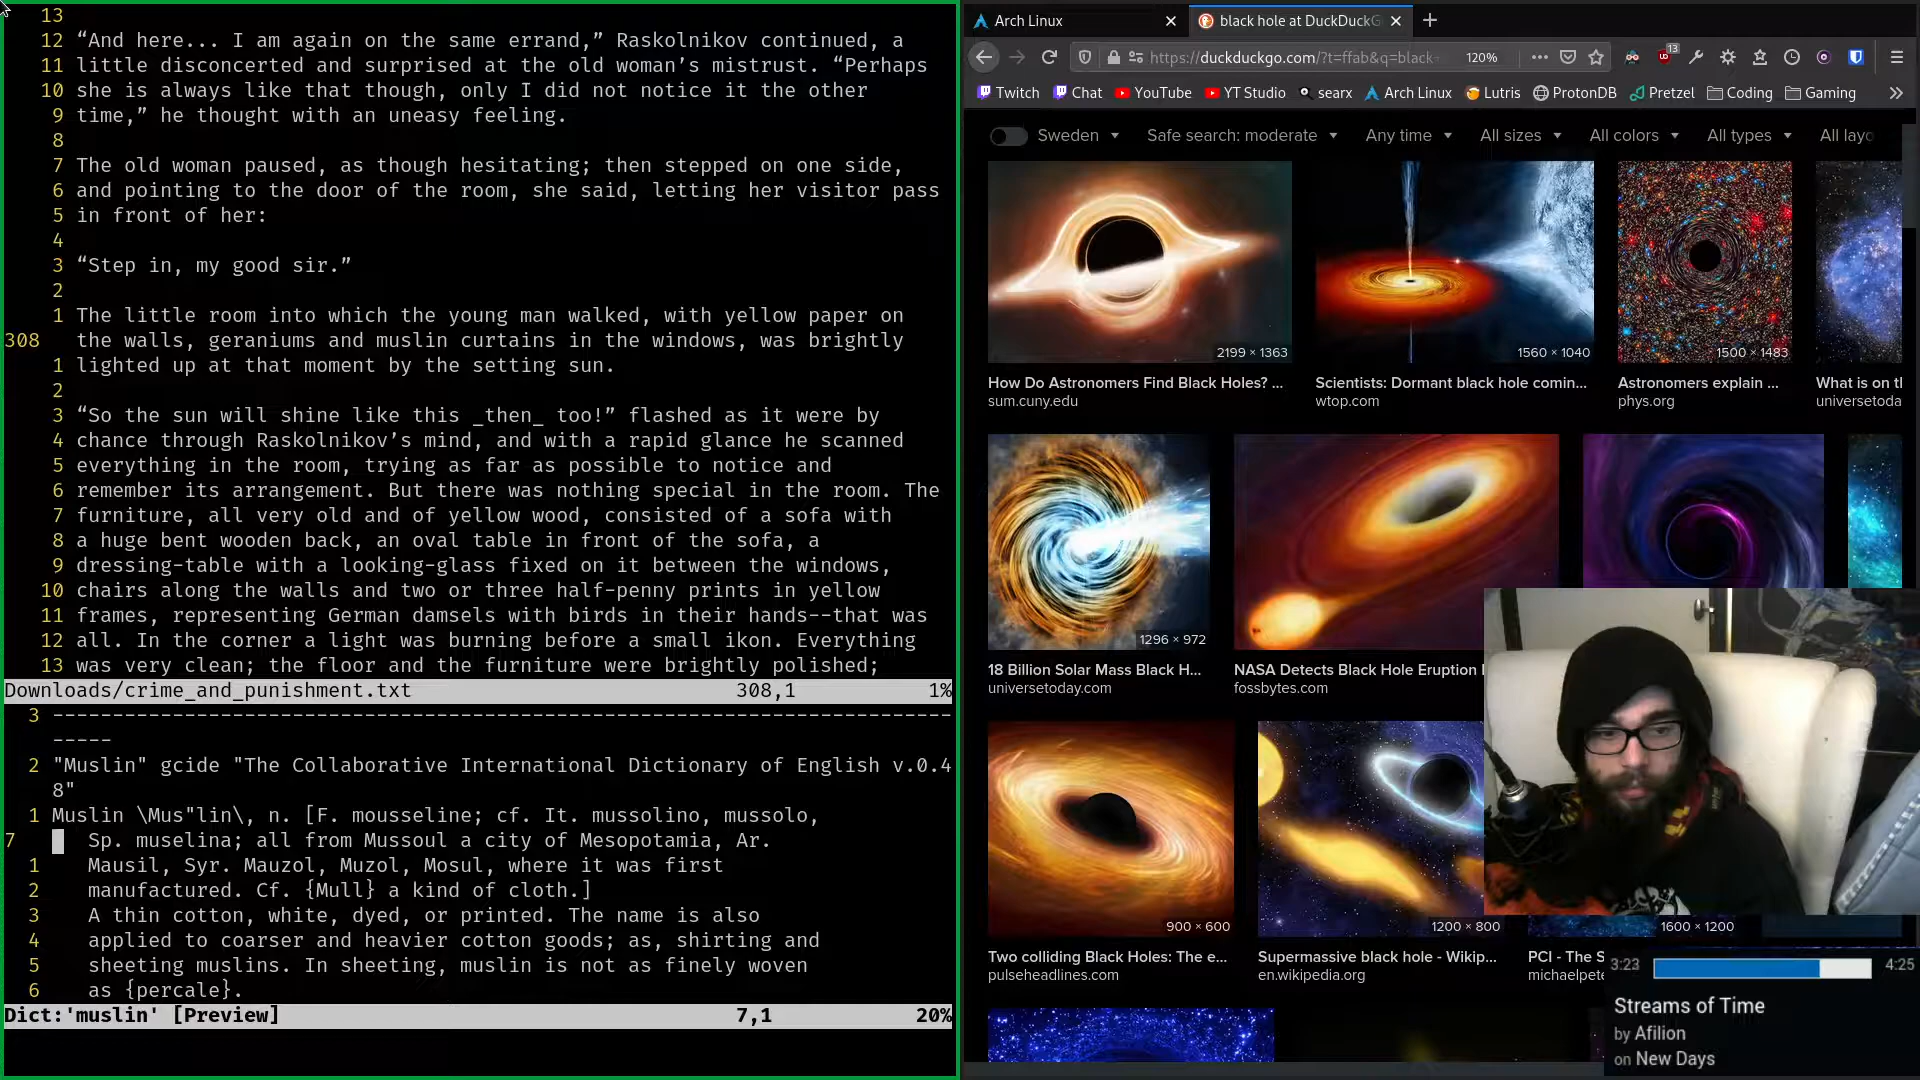 13
12 “And here... I am again on the same errand,” Raskolnikov continued, a
11 little disconcerted and surprised at the old woman’s mistrust. “Perhaps
10 she is always like that though, only I did not notice it the other
9 time,” he thought with an uneasy feeling.
8
7 The old woman paused, as though hesitating; then stepped on one side,
6 and pointing to the door of the room, she said, letting her visitor pass
5 in front of her:
4
3 “Step in, my good sir.”
2
1 The little room into which the young man walked, with yellow paper on
308 the walls, geraniums and muslin curtains in the windows, was brightly
1 lighted up at that moment by the setting sun.
2
3 “So the sun will shine like this _then_ too!” flashed as it were by
4 chance through Raskolnikov’s mind, and with a rapid glance he scanned
5 everything in the room, trying as far as possible to notice and
6 remember its arrangement. But there was nothing special in the room. The
7 furniture, all very old and of yellow wood, consisted of a sofa with
8 a huge bent wooden back, an oval table in front of the sofa, a
9 dressing-table with a looking-glass fixed on it between the windows,
10 chairs along the walls and two or three half-penny prints in yellow
11 frames, representing German damsels with birds in their hands--that was
12 all. In the corner a light was burning before a small ikon. Everything
13 was very clean; the floor and the furniture were brightly polished;
Downloads/crime_and_punishment.txt 308,1 1%
3 ---------------------------------------------------------------------------
-----
2 "Muslin" gcide "The Collaborative International Dictionary of English v.0.4
8"
1 Muslin \Mus"lin\, n. [F. mousseline; cf. It. mussolino, mussolo,
7 Sp. muselina; all from Mussoul a city of Mesopotamia, Ar.
1 Mausil, Syr. Mauzol, Muzol, Mosul, where it was first
2 manufactured. Cf. {Mull} a kind of cloth.]
3 A thin cotton, white, dyed, or printed. The name is also
4 applied to coarser and heavier cotton goods; as, shirting and
5 sheeting muslins. In sheeting, muslin is not as finely woven
6 as {percale}.
Dict:'muslin' [Preview] 7,1 20%
Arch Linux
black hole at DuckDuckG
https://duckduckgo.com/?t=ffab&q=black- 120% 13
Twitch Chat YouTube YT Studio searx Arch Linux Lutris ProtonDB Pretzel Coding Gaming
Sweden Safe search: moderate Any time All sizes All colors All types All layo
2199 × 1363 1560 × 1040 1500 × 1483
How Do Astronomers Find Black Holes? ... Scientists: Dormant black hole comin... Astronomers explain ... What is on tl
sum.cuny.edu wtop.com phys.org universetoda
1296 × 972
18 Billion Solar Mass Black H... NASA Detects Black Hole Eruption
universetoday.com fossbytes.com
900 × 600 1200 × 800 1600 × 1200
Two colliding Black Holes: The e... Supermassive black hole - Wikip... PCI - The S
pulseheadlines.com en.wikipedia.org michaelpete
3:23 4:25
Streams of Time
by Afilion
on New Days